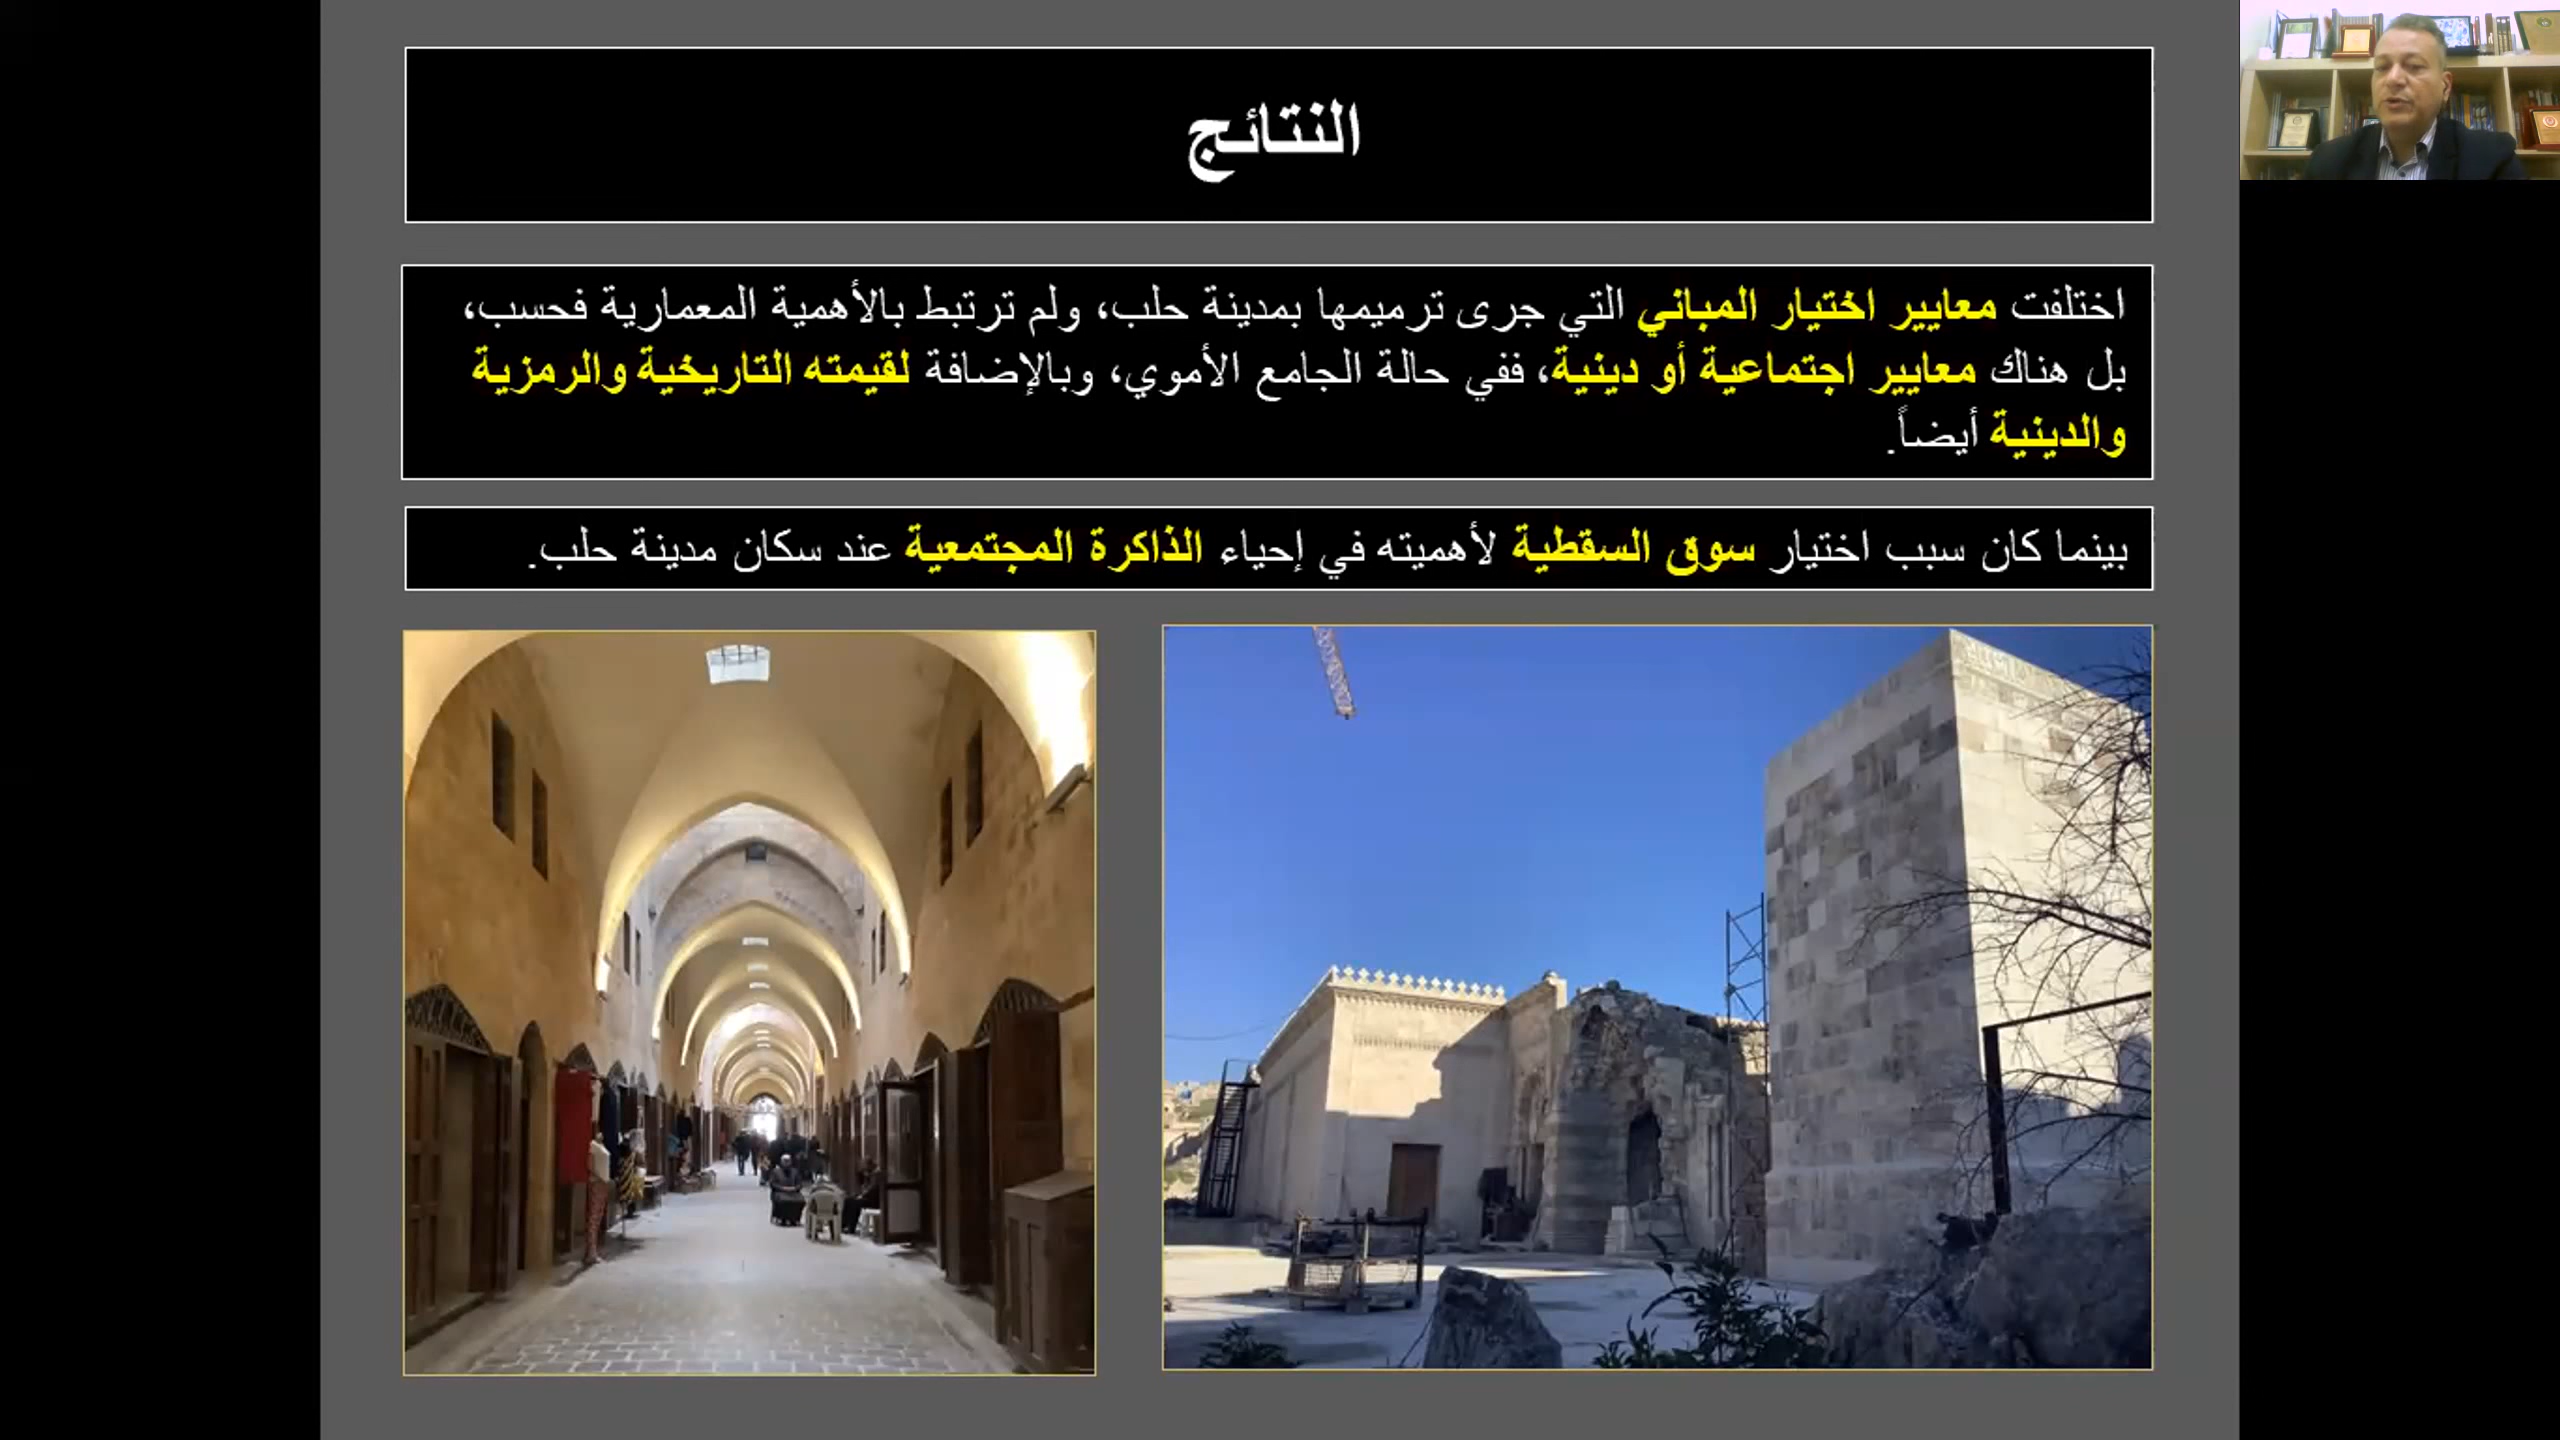 النتائج
اختلفت معايير اختيار المباني التي جرى ترميمها بمدينة حلب، ولم ترتبط بالأهمية المعمارية فحسب،
بل هناك معايير اجتماعية أو دينية، ففي حالة الجامع الأموي، وبالإضافة لقيمته التاريخية والرمزية
والدينية أيضاً.
بينما كان سبب اختيار سوق السقطية لأهميته في إحياء الذاكرة المجتمعية عند سكان مدينة حلب.